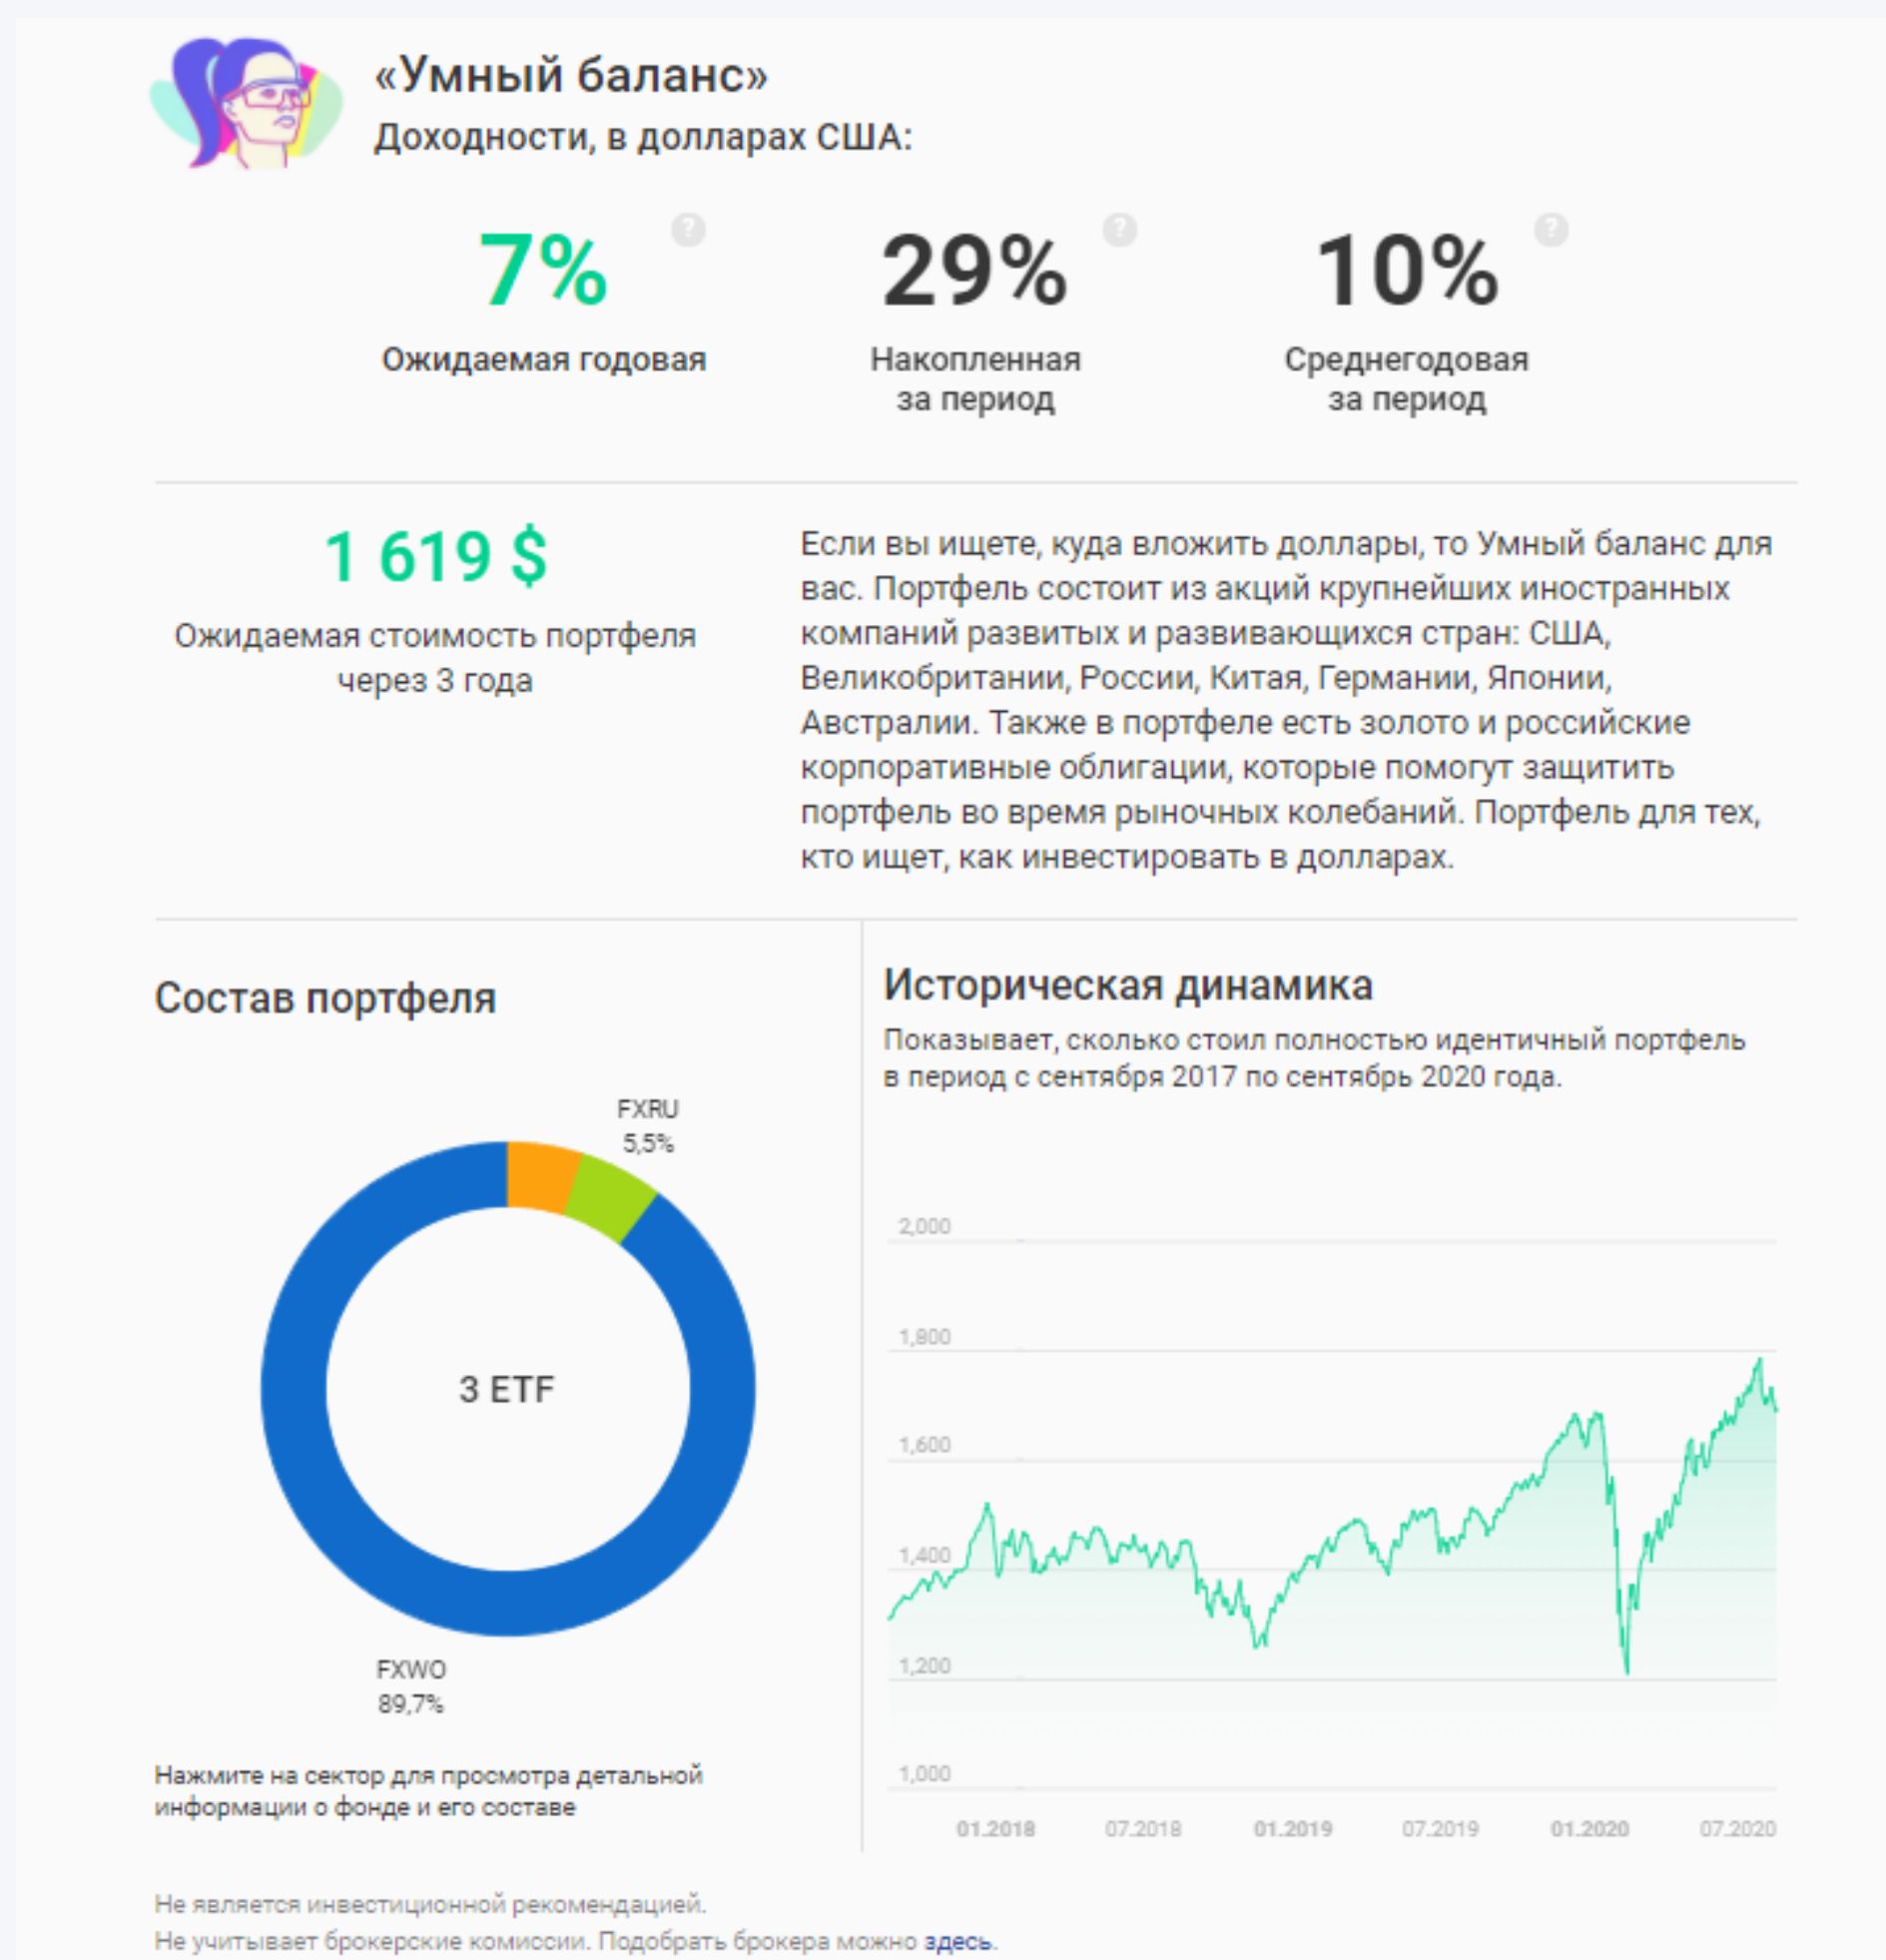 «Умный баланс»
Доходности, в долларах США:
7%
?
29%
?
10%
?
Ожидаемая годовая
Накопленная
за период
Среднегодовая
за период
1 619 $
Ожидаемая стоимость портфеля
через 3 года
Если вы ищете, куда вложить доллары, то Умный баланс для
вас. Портфель состоит из акций крупнейших иностранных
компаний развитых и развивающихся стран: США,
Великобритании, России, Китая, Германии, Японии,
Австралии. Также в портфеле есть золото и российские
корпоративные облигации, которые помогут защитить
портфель во время рыночных колебаний. Портфель для тех,
кто ищет, как инвестировать в долларах.
Состав портфеля
FXRU
5,5%
3 ETF
FXWO
89,7%
Нажмите на сектор для просмотра детальной
информации о фонде и его составе
Историческая динамика
Показывает, сколько стоил полностью идентичный портфель
в период с сентября 2017 по сентябрь 2020 года.
2,000
1,800
1,600
1,400
1,200
1,000
01.2018 07.2018 01.2019 07.2019 01.2020 07.2020
Не является инвестиционной рекомендацией.
Не учитывает брокерские комиссии. Подобрать брокера можно здесь.